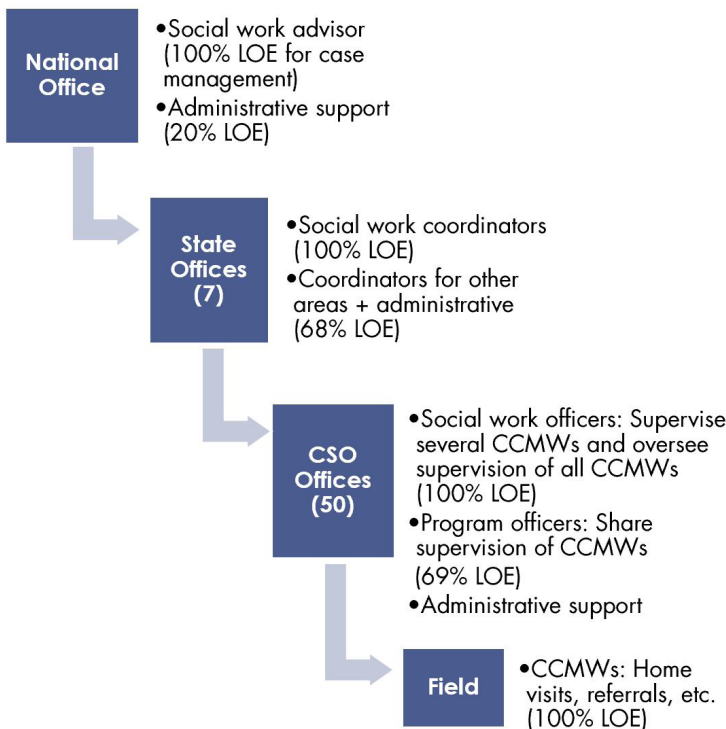 National
Office
•Social work advisor
(100% LOE for case
management)
•Administrative support
(20% LOE)
State
Offices
(7)
•Social work coordinators
(100% LOE)
•Coordinators for other
areas + administrative
(68% LOE)
CSO
Offices
(50)
•Social work officers: Supervise
several CCMWs and oversee
supervision of all CCMWs
(100% LOE)
•Program officers: Share
supervision of CCMWs
(69% LOE)
•Administrative support
Field
•CCMWs: Home
visits, referrals, etc.
(100% LOE)